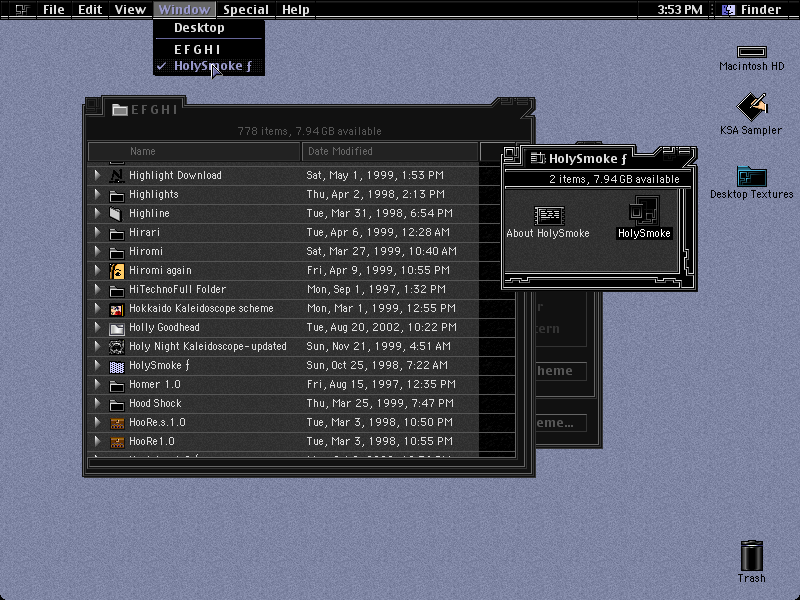 File Edit View Window Special Help 3:53 PM Finder
Desktop
E F G H I
✓ HolySmoke ƒ
Macintosh HD
KSA Sampler
Desktop Textures
Trash
E F G H I
778 items, 7.94 GB available
Name Date Modified
Highlight Download Sat, May 1, 1999, 1:53 PM
Highlights Thu, Apr 2, 1998, 2:13 PM
Highline Tue, Mar 31, 1998, 6:54 PM
Hirari Tue, Apr 6, 1999, 12:28 AM
Hiromi Sat, Mar 27, 1999, 10:40 AM
Hiromi again Fri, Apr 9, 1999, 10:55 PM
HiTechnoFull Folder Mon, Sep 1, 1997, 1:32 PM
Hokkaido Kaleidoscope scheme Mon, Mar 1, 1999, 12:55 PM
Holly Goodhead Tue, Aug 20, 2002, 10:22 PM
Holy Night Kaleidoscope-updated Sun, Nov 21, 1999, 4:51 AM
HolySmoke ƒ Sun, Oct 25, 1998, 7:22 AM
Homer 1.0 Fri, Aug 15, 1997, 12:35 PM
Hood Shock Thu, Mar 25, 1999, 7:47 PM
HooRe.s.1.0 Tue, Mar 3, 1998, 10:50 PM
HooRe1.0 Tue, Mar 3, 1998, 10:55 PM
HolySmoke ƒ
2 items, 7.94 GB available
About HolySmoke
HolySmoke
r
tern
heme
eme...